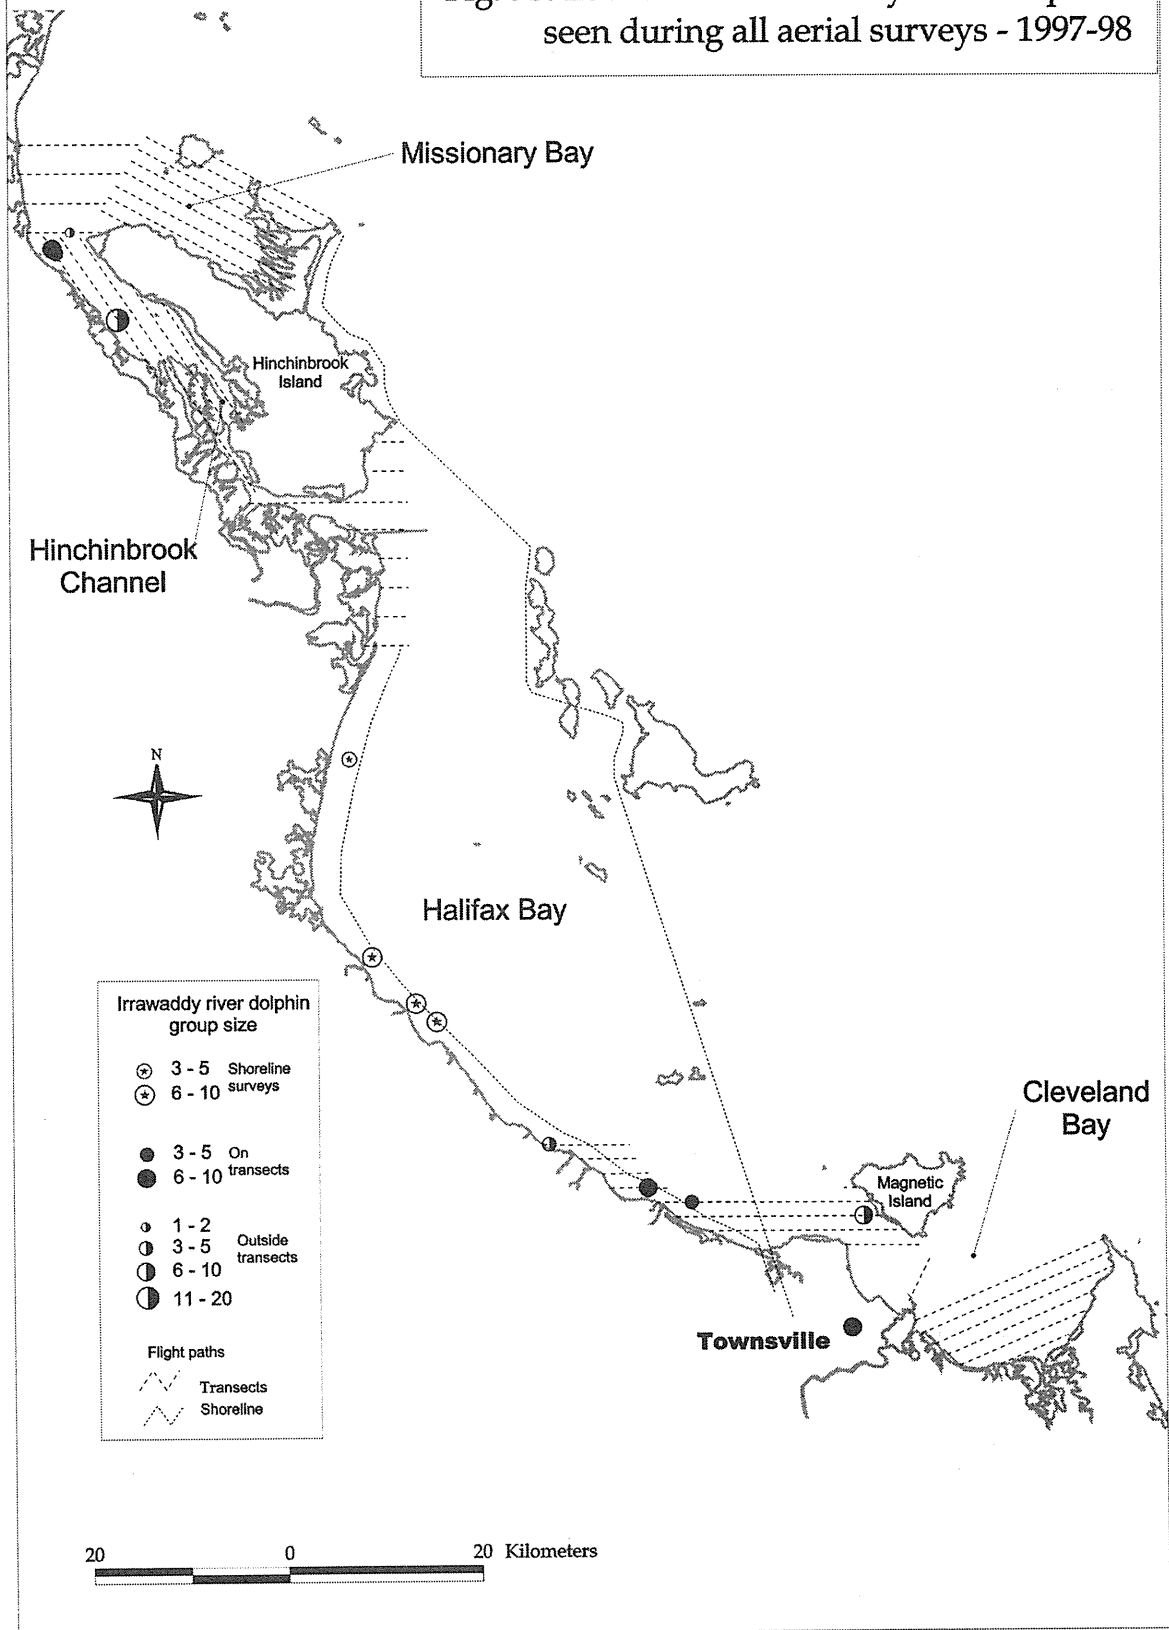 seen during all aerial surveys - 1997-98
Missionary Bay
Hinchinbrook
Island
Hinchinbrook
Channel
N
Halifax Bay
Irrawaddy river dolphin
group size
3 - 5 Shoreline
6 - 10 surveys
3 - 5 On
6 - 10 transects
1 - 2
3 - 5 Outside
6 - 10 transects
11 - 20
Flight paths
Transects
Shoreline
Cleveland
Bay
Magnetic
Island
Townsville
20 0 20 Kilometers